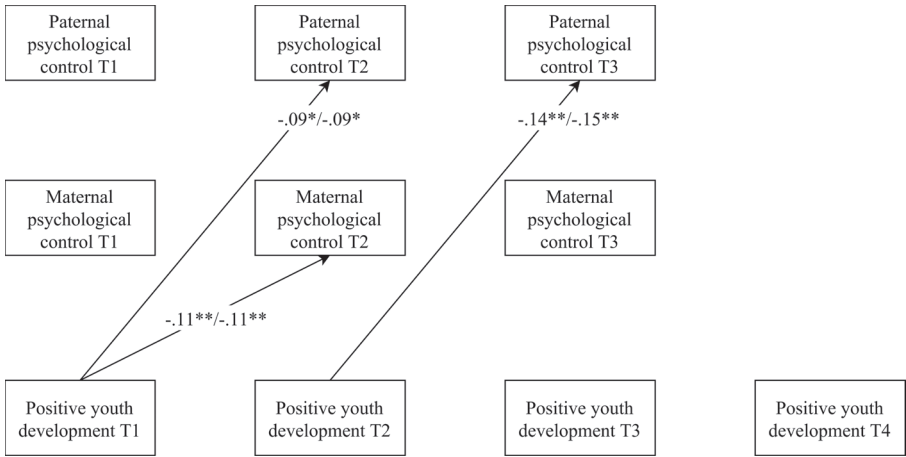 Paternal
psychological
control T1
Paternal
psychological
control T2
Paternal
psychological
control T3
-.09*/-.09*
-.14**/-.15**
Maternal
psychological
control T1
Maternal
psychological
control T2
Maternal
psychological
control T3
-.11**/-.11**
Positive youth
development T1
Positive youth
development T2
Positive youth
development T3
Positive youth
development T4